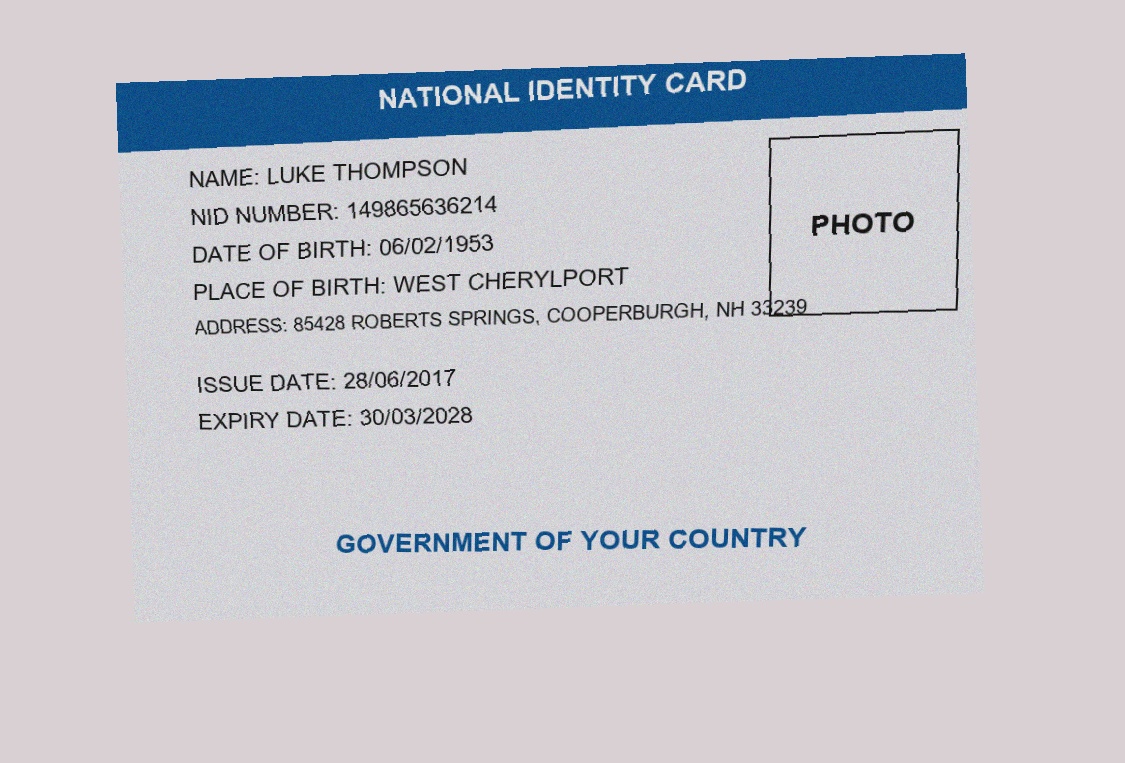 NATIONAL IDENTITY CARD
NAME: LUKE THOMPSON
NID NUMBER: 149865636214
DATE OF BIRTH: 06/02/1953
PLACE OF BIRTH: WEST CHERYLPORT
ADDRESS: 85428 ROBERTS SPRINGS, COOPERBURGH, NH 33239
PHOTO
ISSUE DATE: 28/06/2017
EXPIRY DATE: 30/03/2028
GOVERNMENT OF YOUR COUNTRY